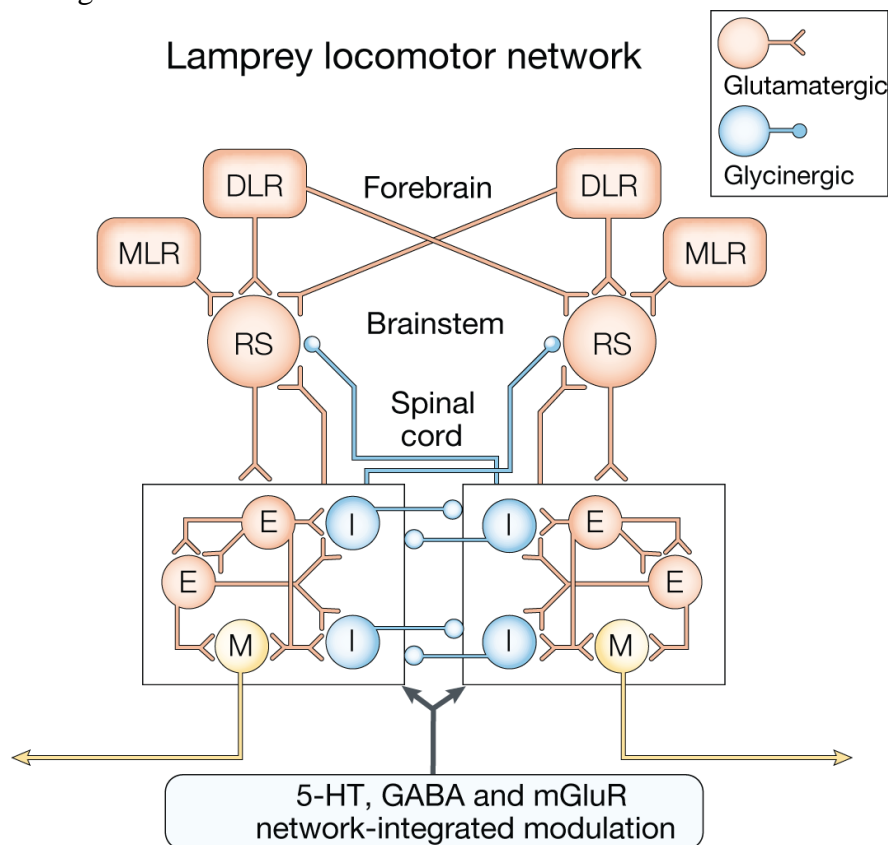 Lamprey locomotor network
Glutamatergic
Glycinergic
DLR
Forebrain
DLR
MLR
MLR
RS
Brainstem
RS
Spinal
cord
E
I
I
E
E
E
M
I
I
M
5-HT, GABA and mGluR
network-integrated modulation